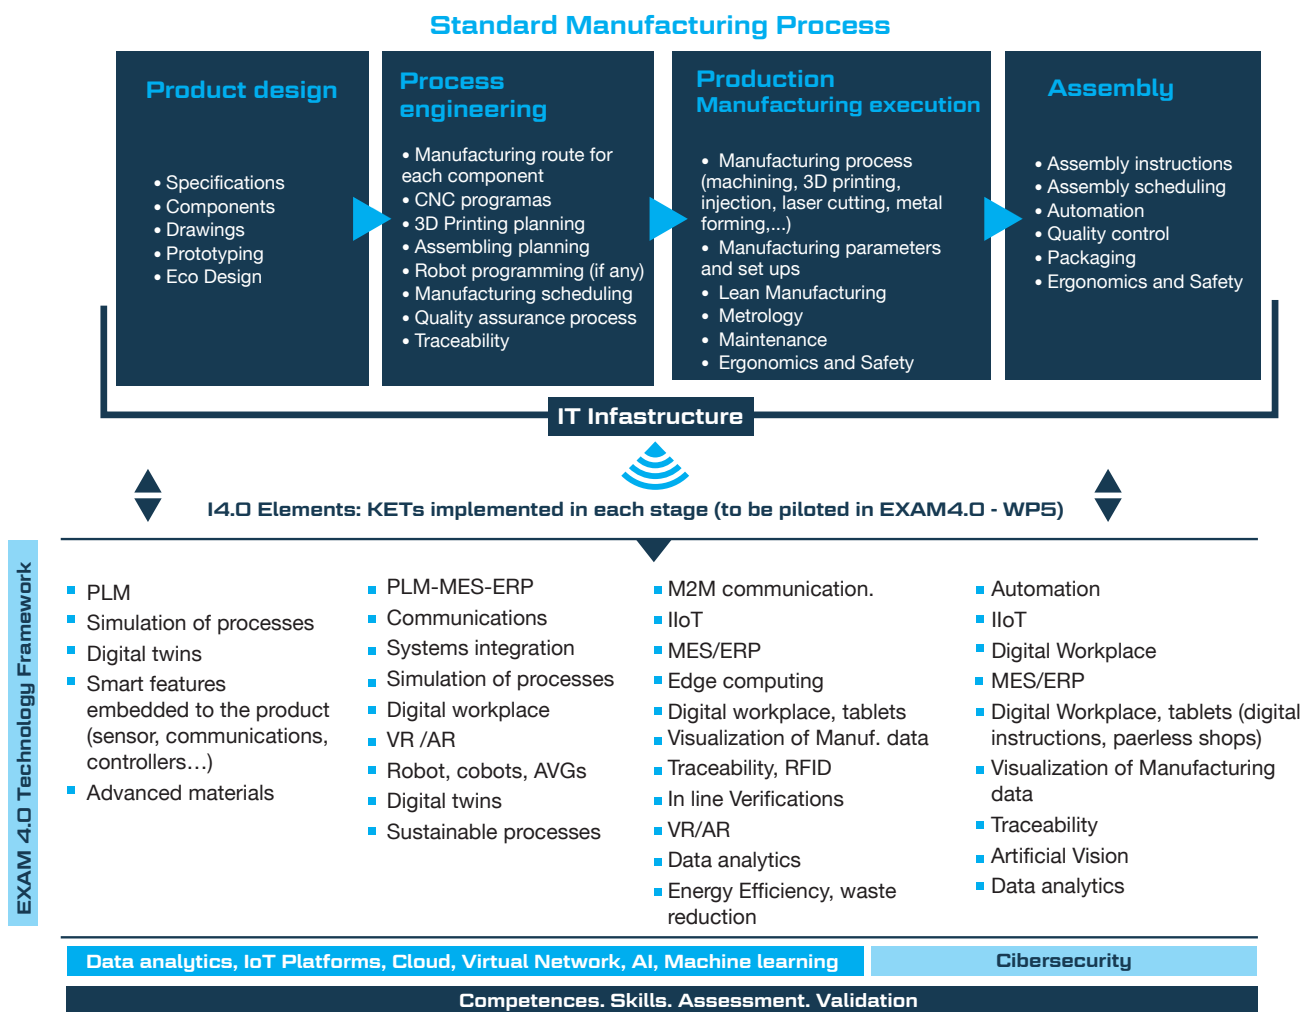 Standard Manufacturing Process
Product design
• Specifications
• Components
• Drawings
• Prototyping
• Eco Design
Process
engineering
• Manufacturing route for
each component
• CNC programas
• 3D Printing planning
• Assembling planning
• Robot programming (if any)
• Manufacturing scheduling
• Quality assurance process
• Traceability
Production
Manufacturing execution
• Manufacturing process
(machining, 3D printing,
injection, laser cutting, metal
forming,...)
• Manufacturing parameters
and set ups
• Lean Manufacturing
• Metrology
• Maintenance
• Ergonomics and Safety
Assembly
• Assembly instructions
• Assembly scheduling
• Automation
• Quality control
• Packaging
• Ergonomics and Safety
IT Infastructure
I4.0 Elements: KETs implemented in each stage (to be piloted in EXAM4.0 - WP5)
EXAM 4.0 Technology Framework
PLM
Simulation of processes
Digital twins
Smart features
embedded to the product
(sensor, communications,
controllers…)
Advanced materials
PLM-MES-ERP
Communications
Systems integration
Simulation of processes
Digital workplace
VR /AR
Robot, cobots, AVGs
Digital twins
Sustainable processes
M2M communication.
IIoT
MES/ERP
Edge computing
Digital workplace, tablets
Visualization of Manuf. data
Traceability, RFID
In line Verifications
VR/AR
Data analytics
Energy Efficiency, waste
reduction
Automation
IIoT
Digital Workplace
MES/ERP
Digital Workplace, tablets (digital
instructions, paerless shops)
Visualization of Manufacturing
data
Traceability
Artificial Vision
Data analytics
Data analytics, IoT Platforms, Cloud, Virtual Network, AI, Machine learning
Cibersecurity
Competences. Skills. Assessment. Validation